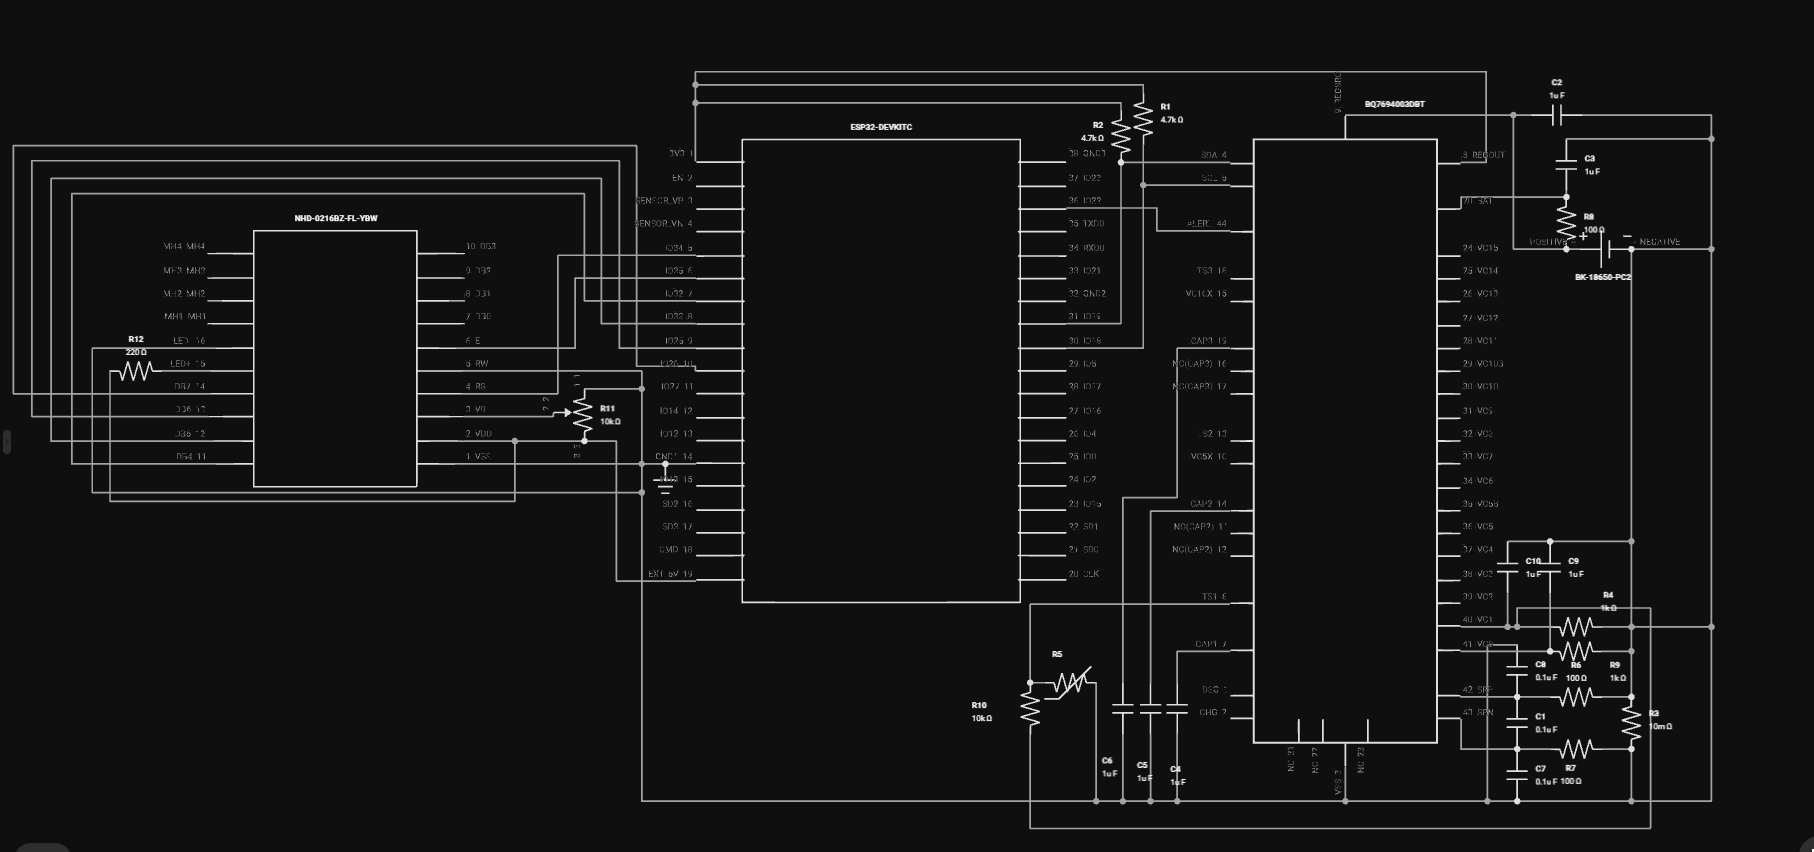 C2
1uF
BQ7694003DBT
R1
4.7kΩ
R2
4.7kΩ
ESP32-DEVKITC
3V3 1
38 GND3
SDA 4
C3
1uF
EN 2
37 IO23
SENSOR_VP 3
36 IO22
SENSOR_VN 4
35 TXD0
ALERT 44
R8
100Ω
NHD-0216BZ-FL-YBW
MH4 MH4
10 DB3
IO34 5
34 RXD0
24 VC15
POSITIVE +
+
−
- NEGATIVE
BK-18650-PC2
MH3 MH3
9 DB2
IO35 6
33 IO21
TS3 18
25 VC14
MH2 MH2
8 DB1
IO32 7
32 GND2
VC10X 15
26 VC13
MH1 MH1
7 DB0
IO33 8
31 IO19
27 VC12
R12
220Ω
LED- 16
6 E
IO25 9
30 IO18
CAP3 19
28 VC11
LED+ 15
5 RW
IO26 10
29 IO5
NC(CAP3) 16
29 VC10B
DB7 14
4 RS
IO27 11
28 IO17
NC(CAP3) 17
30 VC10
DB6 13
3 V0
R11
10kΩ
IO14 12
27 IO16
31 VC9
DB5 12
2 VDD
IO12 13
26 IO4
TS2 13
32 VC8
DB4 11
1 VSS
GND1 14
25 IO0
VC5X 10
33 VC7
IO13 15
24 IO2
34 VC6
SD2 16
23 IO15
CAP2 14
35 VC5B
SD3 17
22 SD1
NC(CAP2) 11
36 VC5
CMD 18
21 SD0
NC(CAP2) 12
37 VC4
C10
1uF
C9
1uF
EXT_5V 19
20 CLK
38 VC3
TS1 6
39 VC2
R4
1kΩ
40 VC1
CAP1 7
41 VC0
R5
C8
0.1uF
R6
100Ω
R9
1kΩ
DSG 1
42 SRP
R10
10kΩ
CHG 2
43 SRN
C1
0.1uF
R3
10mΩ
C6
1uF
C5
1uF
C4
1uF
C7
0.1uF
R7
100Ω
NC 21
NC 22
VSS 3
NC 23